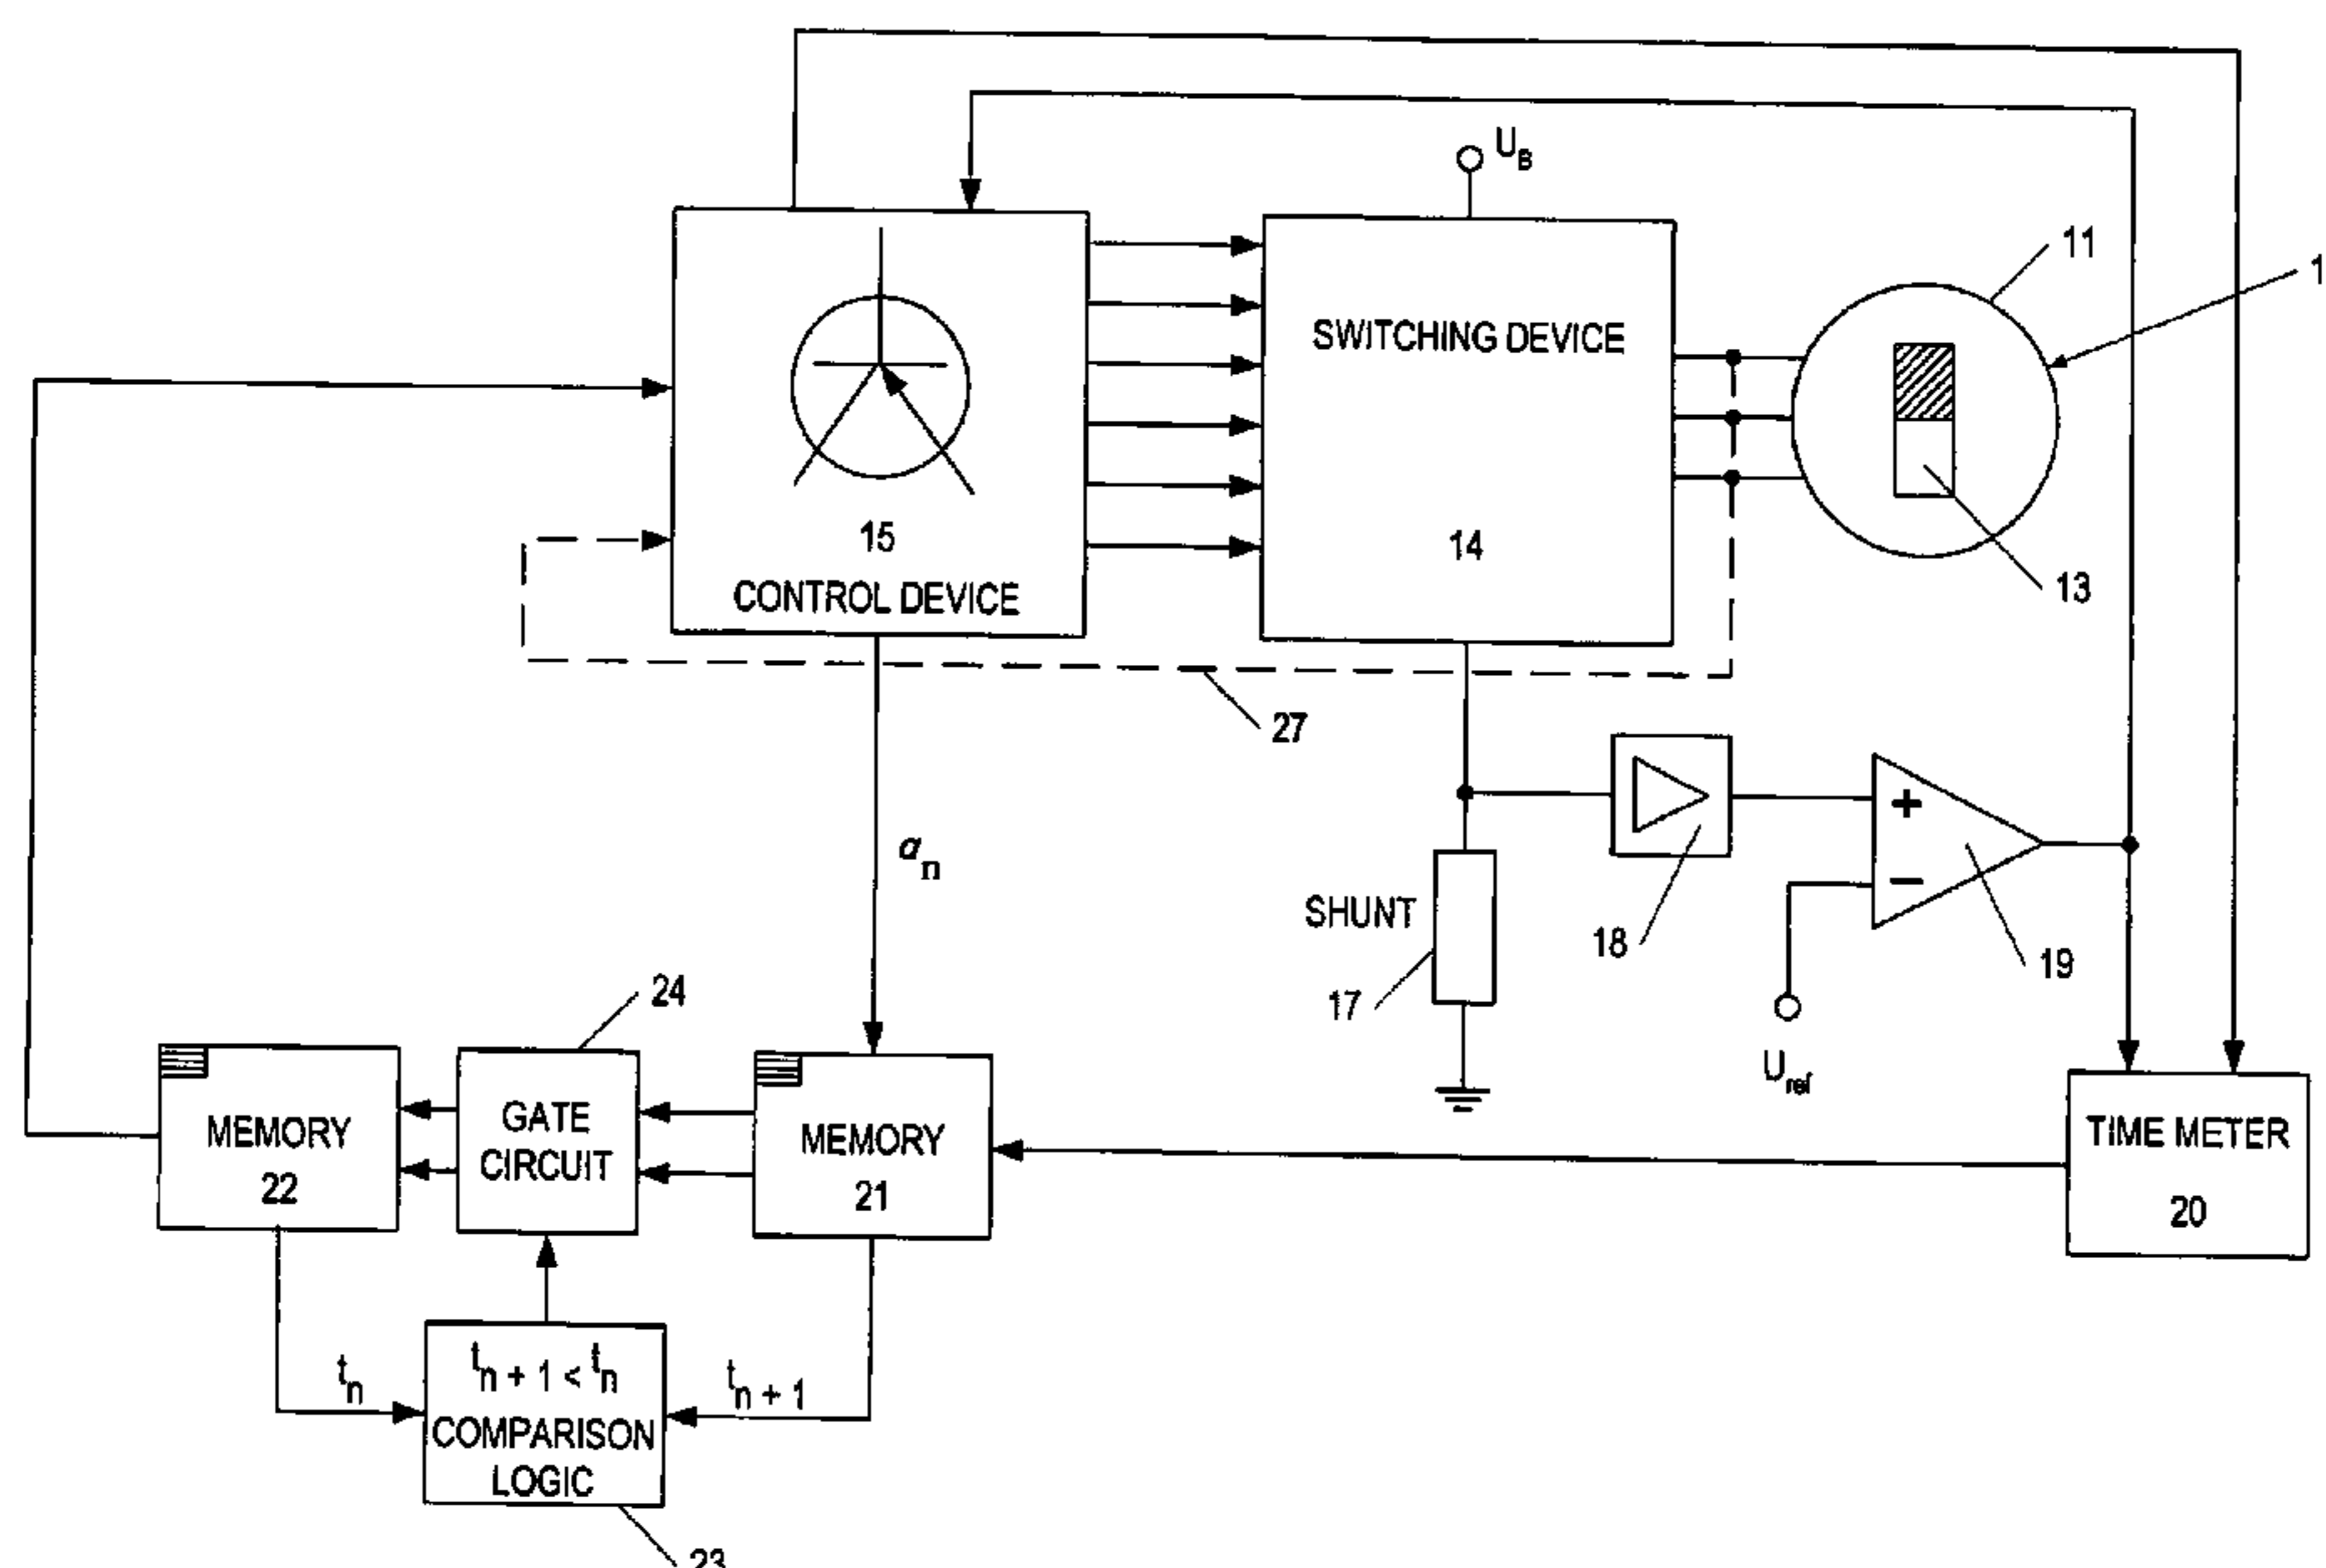 U_B
11
1
SWITCHING DEVICE
14
15
CONTROL DEVICE
13
27
α_n
+
−
SHUNT
17
18
19
U_ref
24
MEMORY
22
GATE
CIRCUIT
MEMORY
21
TIME METER
20
t_n
t_n + 1 < t_n
t_n + 1
COMPARISON
LOGIC
23